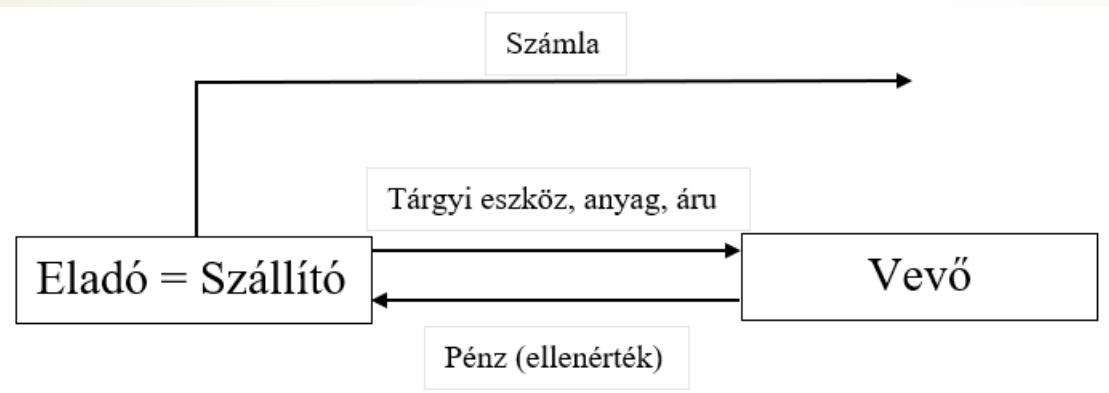 Számla
Tárgyi eszköz, anyag, áru
Eladó = Szállító
Vevő
Pénz (ellenérték)